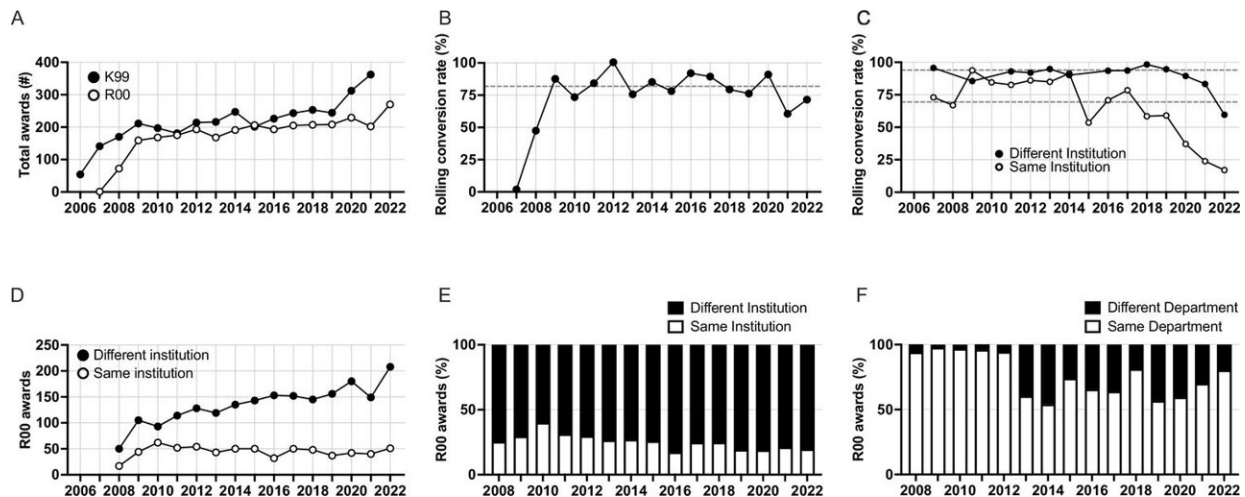 A
Total awards (#)
400
300
200
100
0
K99
R00
2006 2008 2010 2012 2014 2016 2018 2020 2022
B
Rolling conversion rate (%)
100
75
50
25
0
2006 2008 2010 2012 2014 2016 2018 2020 2022
C
Rolling conversion rate (%)
100
75
50
25
0
Different Institution
Same Institution
2006 2008 2010 2012 2014 2016 2018 2020 2022
D
R00 awards
250
200
150
100
50
0
Different institution
Same institution
2006 2008 2010 2012 2014 2016 2018 2020 2022
E
Different Institution
Same Institution
R00 awards (%)
100
50
0
2008 2010 2012 2014 2016 2018 2020 2022
F
Different Department
Same Department
R00 awards (%)
100
50
0
2008 2010 2012 2014 2016 2018 2020 2022